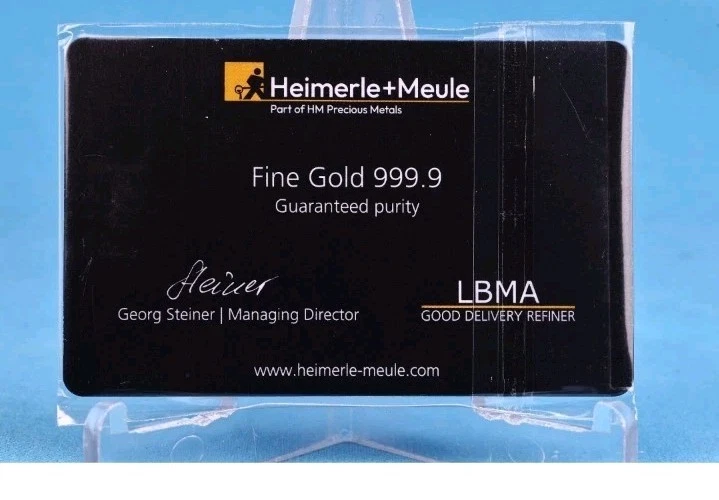 Heimerle+Meule
Part of HM Precious Metals
Fine Gold 999.9
Guaranteed purity
Steiner
Georg Steiner | Managing Director
LBMA
GOOD DELIVERY REFINER
www.heimerle-meule.com